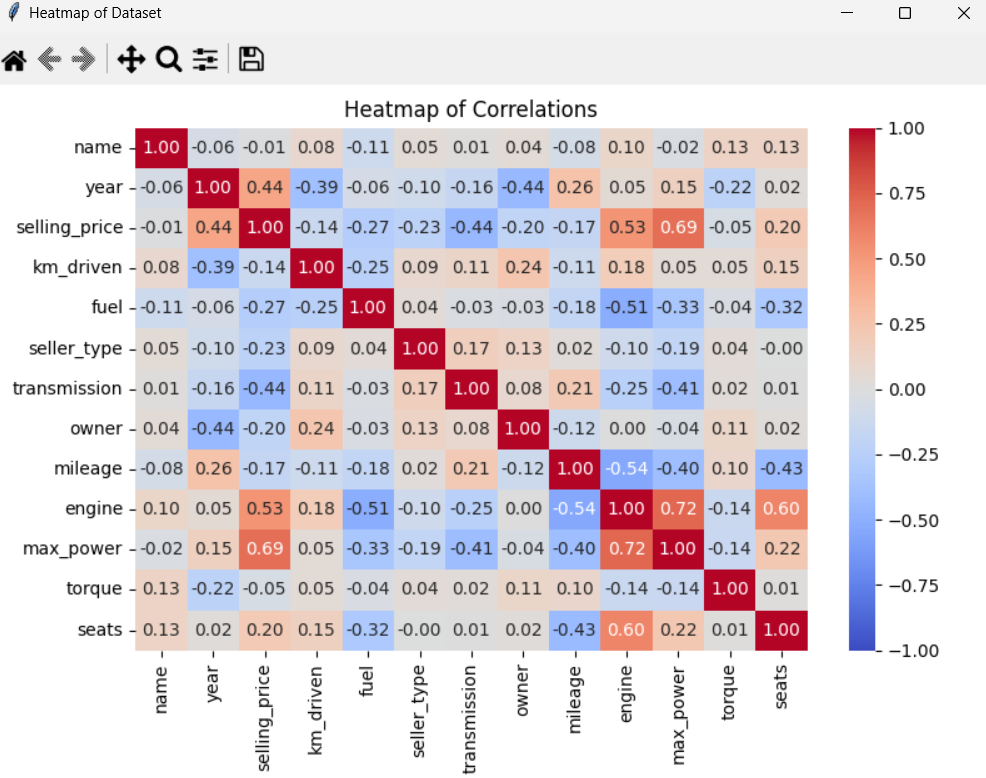 Heatmap of Dataset
Heatmap of Correlations
name 1.00 -0.06 -0.01 0.08 -0.11 0.05 0.01 0.04 -0.08 0.10 -0.02 0.13 0.13
year -0.06 1.00 0.44 -0.39 -0.06 -0.10 -0.16 -0.44 0.26 0.05 0.15 -0.22 0.02
selling_price -0.01 0.44 1.00 -0.14 -0.27 -0.23 -0.44 -0.20 -0.17 0.53 0.69 -0.05 0.20
km_driven 0.08 -0.39 -0.14 1.00 -0.25 0.09 0.11 0.24 -0.11 0.18 0.05 0.05 0.15
fuel -0.11 -0.06 -0.27 -0.25 1.00 0.04 -0.03 -0.03 -0.18 -0.51 -0.33 -0.04 -0.32
seller_type 0.05 -0.10 -0.23 0.09 0.04 1.00 0.17 0.13 0.02 -0.10 -0.19 0.04 -0.00
transmission 0.01 -0.16 -0.44 0.11 -0.03 0.17 1.00 0.08 0.21 -0.25 -0.41 0.02 0.01
owner 0.04 -0.44 -0.20 0.24 -0.03 0.13 0.08 1.00 -0.12 0.00 -0.04 0.11 0.02
mileage -0.08 0.26 -0.17 -0.11 -0.18 0.02 0.21 -0.12 1.00 -0.54 -0.40 0.10 -0.43
engine 0.10 0.05 0.53 0.18 -0.51 -0.10 -0.25 0.00 -0.54 1.00 0.72 -0.14 0.60
max_power -0.02 0.15 0.69 0.05 -0.33 -0.19 -0.41 -0.04 -0.40 0.72 1.00 -0.14 0.22
torque 0.13 -0.22 -0.05 0.05 -0.04 0.04 0.02 0.11 0.10 -0.14 -0.14 1.00 0.01
seats 0.13 0.02 0.20 0.15 -0.32 -0.00 0.01 0.02 -0.43 0.60 0.22 0.01 1.00
name
year
selling_price
km_driven
fuel
seller_type
transmission
owner
mileage
engine
max_power
torque
seats
1.00
0.75
0.50
0.25
0.00
−0.25
−0.50
−0.75
−1.00